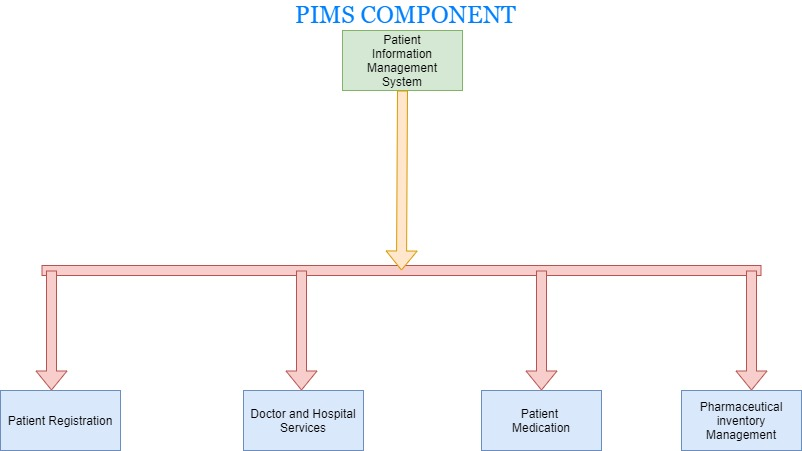 PIMS COMPONENT
Patient
Information
Management
System
Patient Registration
Doctor and Hospital
Services
Patient
Medication
Pharmaceutical
inventory
Management